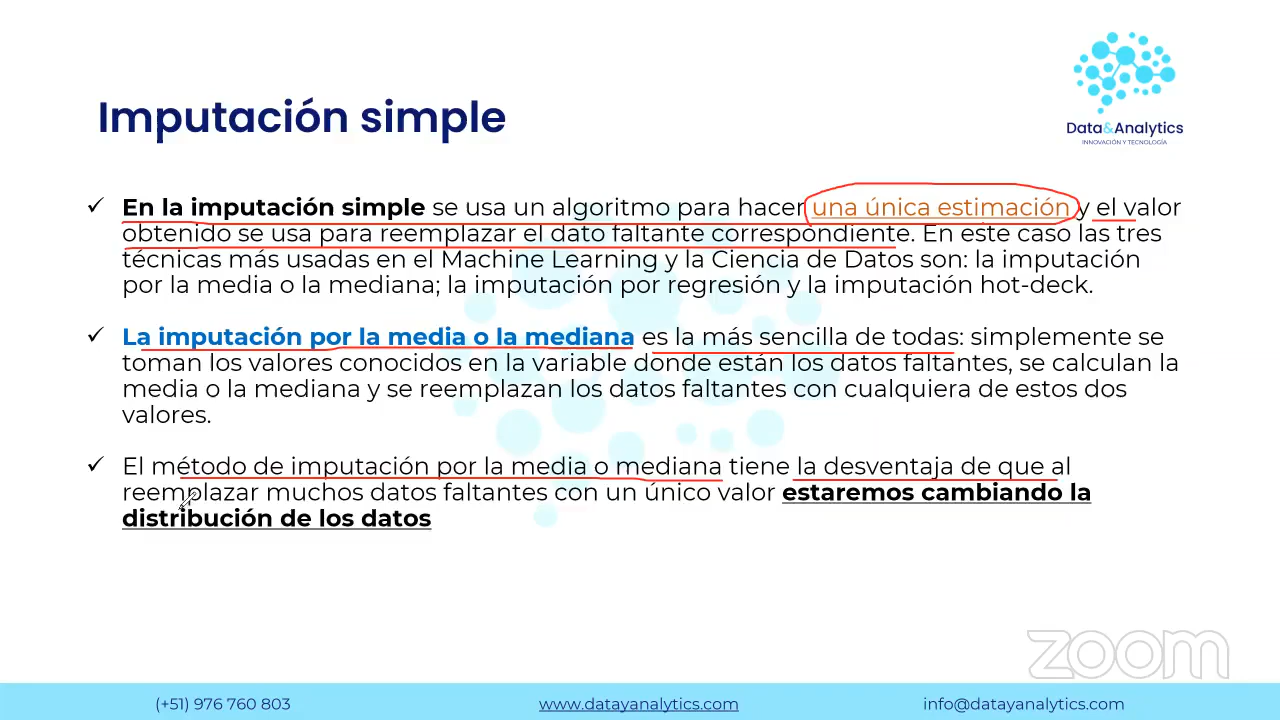 Data&Analytics
INNOVACIÓN Y TECNOLOGÍA
Imputación simple
En la imputación simple se usa un algoritmo para hacer una única estimación y el valor
obtenido se usa para reemplazar el dato faltante correspondiente. En este caso las tres
técnicas más usadas en el Machine Learning y la Ciencia de Datos son: la imputación
por la media o la mediana; la imputación por regresión y la imputación hot-deck.
La imputación por la media o la mediana es la más sencilla de todas: simplemente se
toman los valores conocidos en la variable donde están los datos faltantes, se calculan la
media o la mediana y se reemplazan los datos faltantes con cualquiera de estos dos
valores.
El método de imputación por la media o mediana tiene la desventaja de que al
reemplazar muchos datos faltantes con un único valor estaremos cambiando la
distribución de los datos
zoom
(+51) 976 760 803
www.datayanalytics.com
info@datayanalytics.com